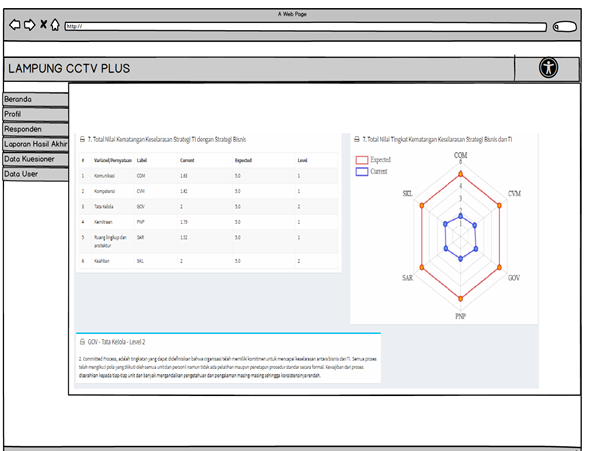 A Web Page
http://
LAMPUNG CCTV PLUS
Beranda
Profil
Responden
Laporan Hasil Akhir
Data Kuesioner
Data User
7. Total Nilai Kematangan Keselarasan Strategi TI dengan Strategi Bisnis
# Variabel/Pernyataan Label Current Expected Level
1 Komunikasi COM 1.68 5.0 1
2 Kompetensi CVM 1.42 5.0 1
3 Tata Kelola GOV 2 5.0 2
4 Kemitraan PNP 1.79 5.0 1
5 Ruang lingkup dan arsitektur SAR 1.52 5.0 1
6 Keahlian SKL 2 5.0 2
7. Total Nilai Tingkat Kematangan Keselarasan Strategi Bisnis dan TI
Expected
Current
COM
6
4
3
2
1
SKL
CVM
SAR
GOV
PNP
GOV - Tata Kelola - Level 2
2. Committed Process, adalah tingkatan yang dapat didefinisikan bahwa organisasi telah memiliki komitmen untuk mencapai keselarasan antara bisnis dan TI. Semua proses
telah mengikuti pola yang diikuti oleh semua unit dan personil namun tidak ada pelatihan maupun penetapan prosedur standar secara formal. Kewajiban dari proses
diserahkan kepada tiap-tiap unit dan banyak mengandalkan pengetahuan dan pengalaman masing-masing sehingga konsistensinya rendah.